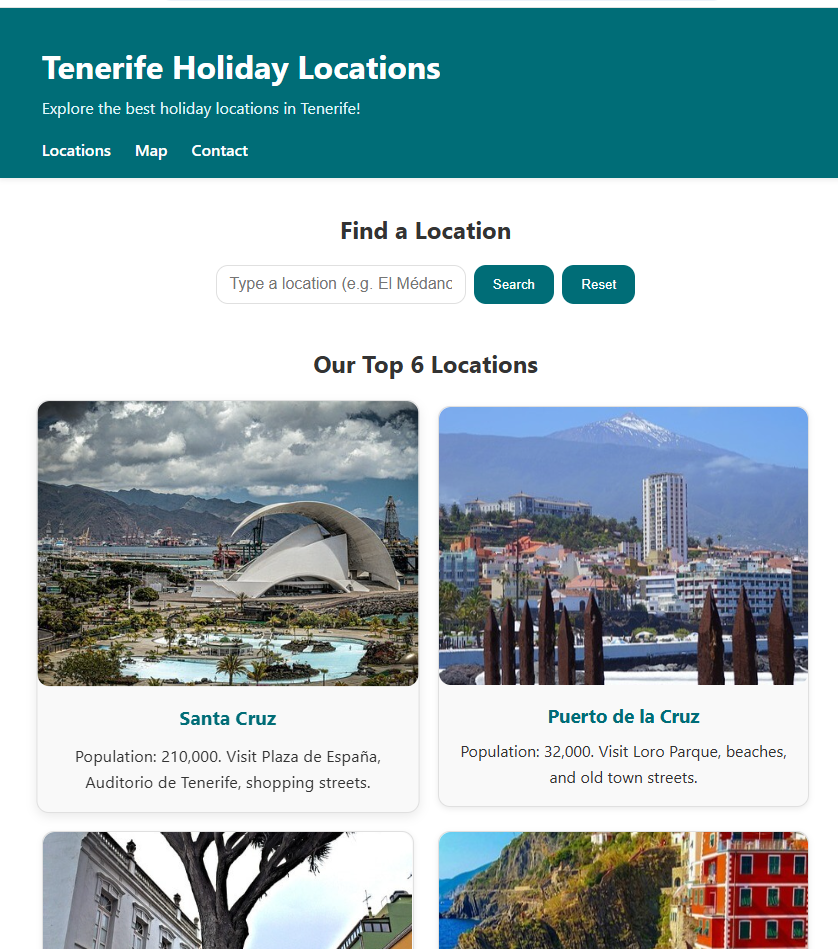 Tenerife Holiday Locations
Explore the best holiday locations in Tenerife!
Locations Map Contact
Find a Location
Type a location (e.g. El Médano Search Reset
Our Top 6 Locations
Santa Cruz
Population: 210,000. Visit Plaza de España,
Auditorio de Tenerife, shopping streets.
Puerto de la Cruz
Population: 32,000. Visit Loro Parque, beaches,
and old town streets.